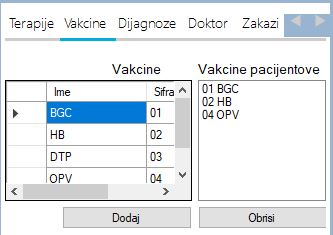 Terapije Vakcine Dijagnoze Doktor Zakazi
Vakcine
Ime Sifra
BGC 01
HB 02
DTP 03
OPV 04
Dodaj
Vakcine pacijentove
01 BGC
02 HB
04 OPV
Obrisi